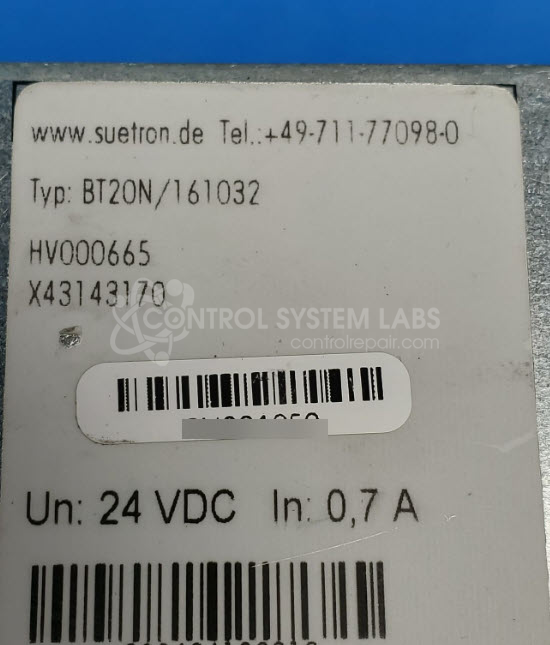 www.suetron.de Tel.:+49-711-77098-0
Typ: BT20N/161032
HV000665
X43143170
CONTROL SYSTEM LABS
controlrepair.com
Un: 24 VDC In: 0,7 A